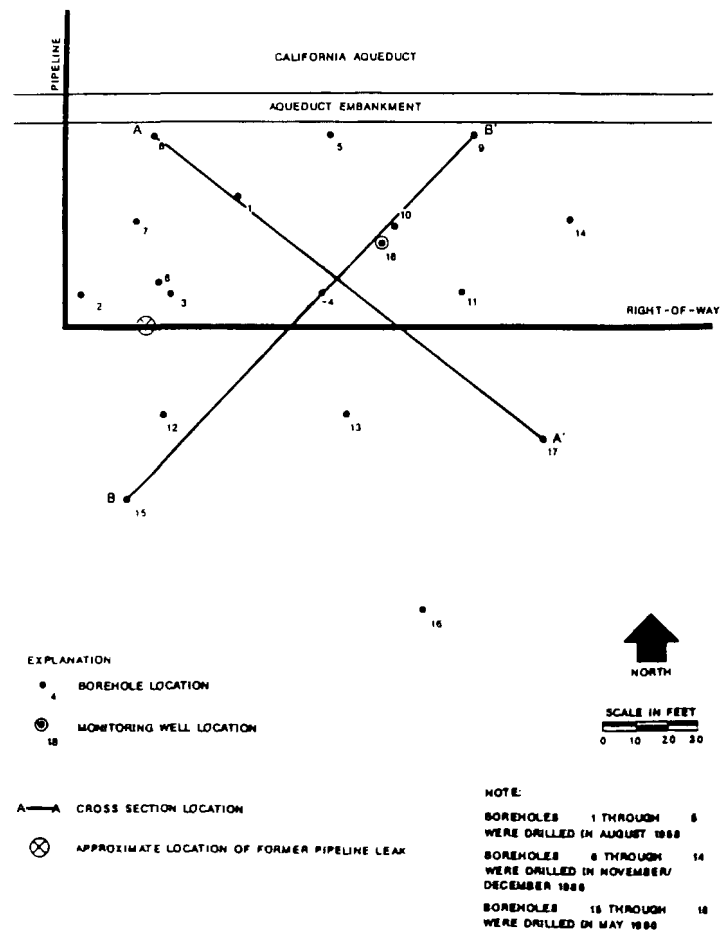 PIPELINE
CALIFORNIA AQUEDUCT
AQUEDUCT EMBANKMENT
A
5
B'
9
1
10
7
14
18
6
2
3
4
11
RIGHT-OF-WAY
12
13
A'
17
B
15
16
EXPLANATION
4
BOREHOLE LOCATION
18
MONITORING WELL LOCATION
A A
CROSS SECTION LOCATION
APPROXIMATE LOCATION OF FORMER PIPELINE LEAK
NORTH
SCALE IN FEET
0 10 20 30
NOTE:
BOREHOLES 1 THROUGH 5
WERE DRILLED IN AUGUST
BOREHOLES 6 THROUGH 14
WERE DRILLED IN NOVEMBER/
DECEMBER
BOREHOLES 15 THROUGH 18
WERE DRILLED IN MAY